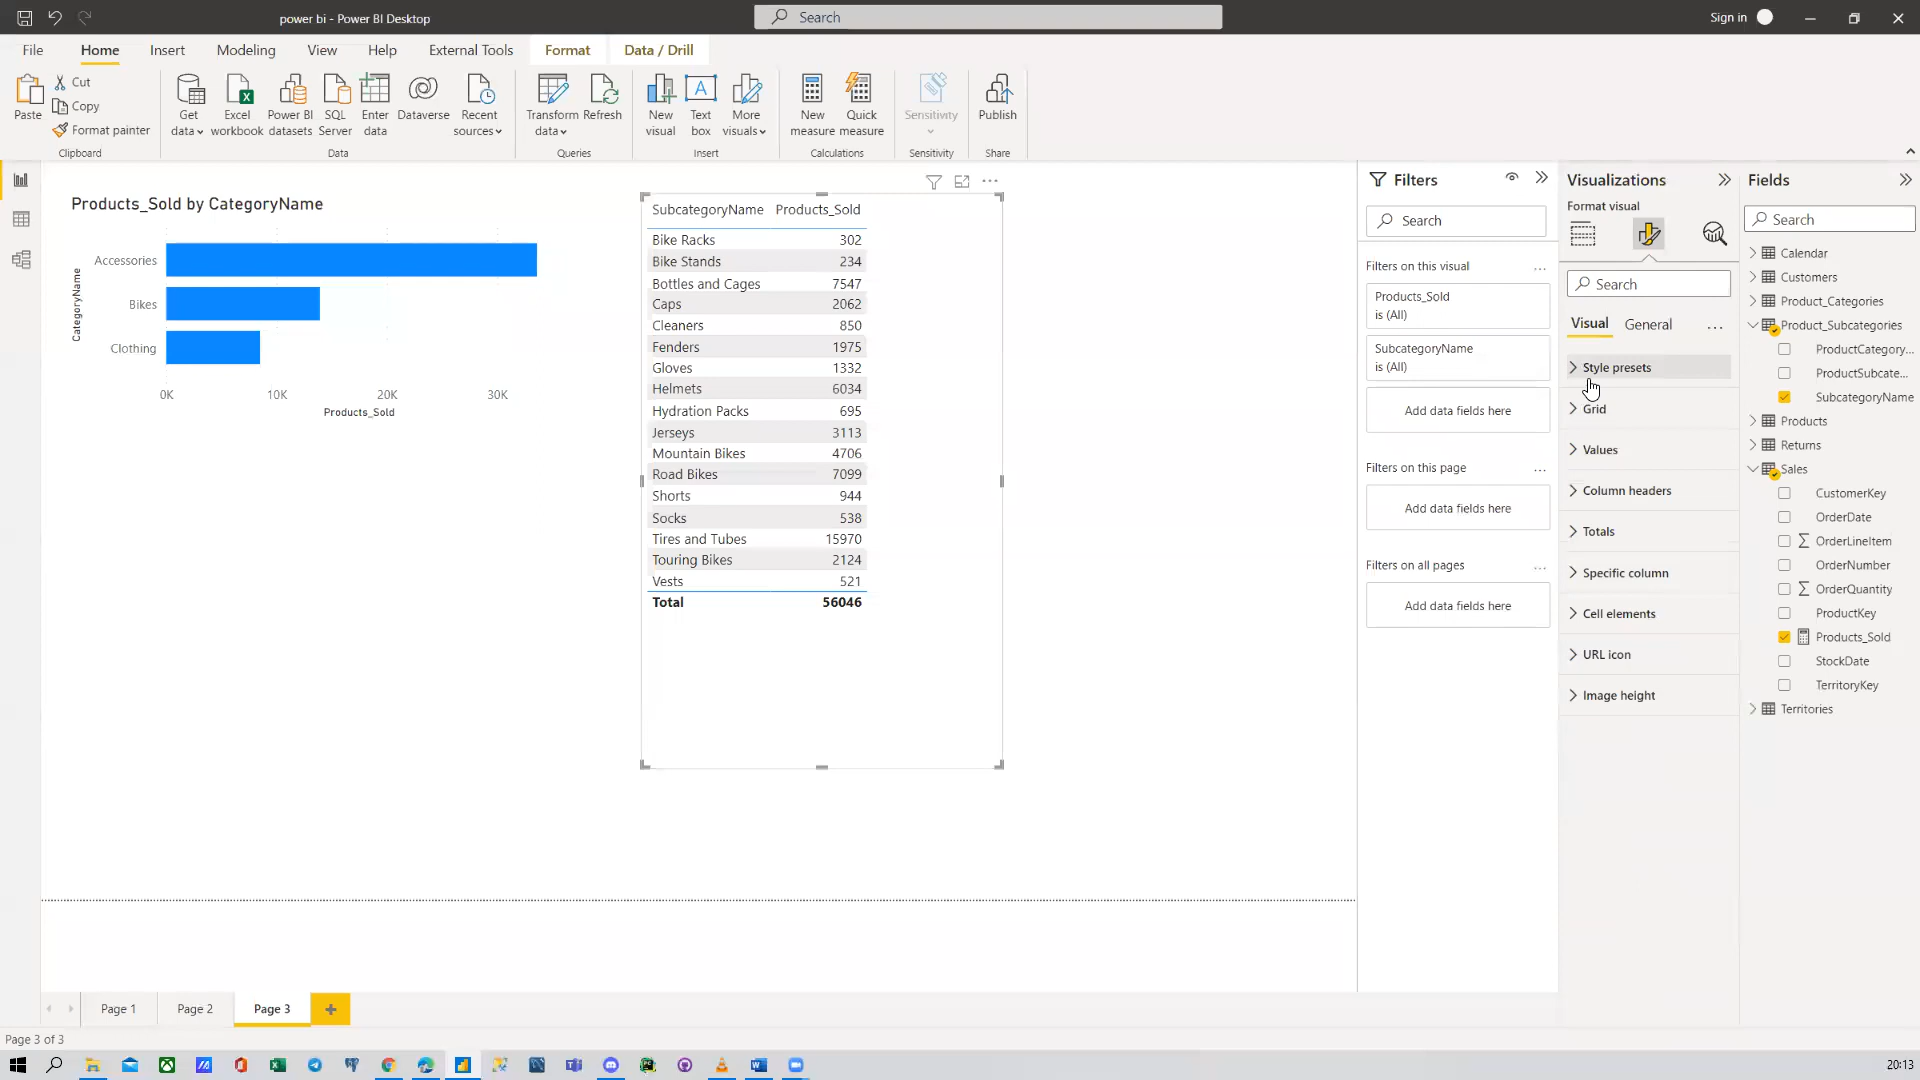 power bi - Power BI Desktop
Search
Sign in
File
Home
Insert
Modeling
View
Help
External Tools
Format
Data / Drill
Paste
Cut
Copy
Format painter
Clipboard
Get data
Excel workbook
Power BI datasets
SQL Server
Enter data
Dataverse
Recent sources
Data
Transform data
Refresh
Queries
New visual
Text box
More visuals
Insert
New measure
Quick measure
Calculations
Sensitivity
Sensitivity
Publish
Share
Products_Sold by CategoryName
CategoryName
Accessories
Bikes
Clothing
0K 10K 20K 30K
Products_Sold
SubcategoryName Products_Sold
Bike Racks 302
Bike Stands 234
Bottles and Cages 7547
Caps 2062
Cleaners 850
Fenders 1975
Gloves 1332
Helmets 6034
Hydration Packs 695
Jerseys 3113
Mountain Bikes 4706
Road Bikes 7099
Shorts 944
Socks 538
Tires and Tubes 15970
Touring Bikes 2124
Vests 521
Total 56046
Filters
Search
Filters on this visual ...
Products_Sold
is (All)
SubcategoryName
is (All)
Add data fields here
Filters on this page ...
Add data fields here
Filters on all pages ...
Add data fields here
Visualizations
Format visual
Search
Visual General ...
Style presets
Grid
Values
Column headers
Totals
Specific column
Cell elements
URL icon
Image height
Fields
Search
Calendar
Customers
Product_Categories
Product_Subcategories
ProductCategory...
ProductSubcate...
SubcategoryName
Products
Returns
Sales
CustomerKey
OrderDate
OrderLineItem
OrderNumber
OrderQuantity
ProductKey
Products_Sold
StockDate
TerritoryKey
Territories
Page 1
Page 2
Page 3
+
Page 3 of 3
20:13